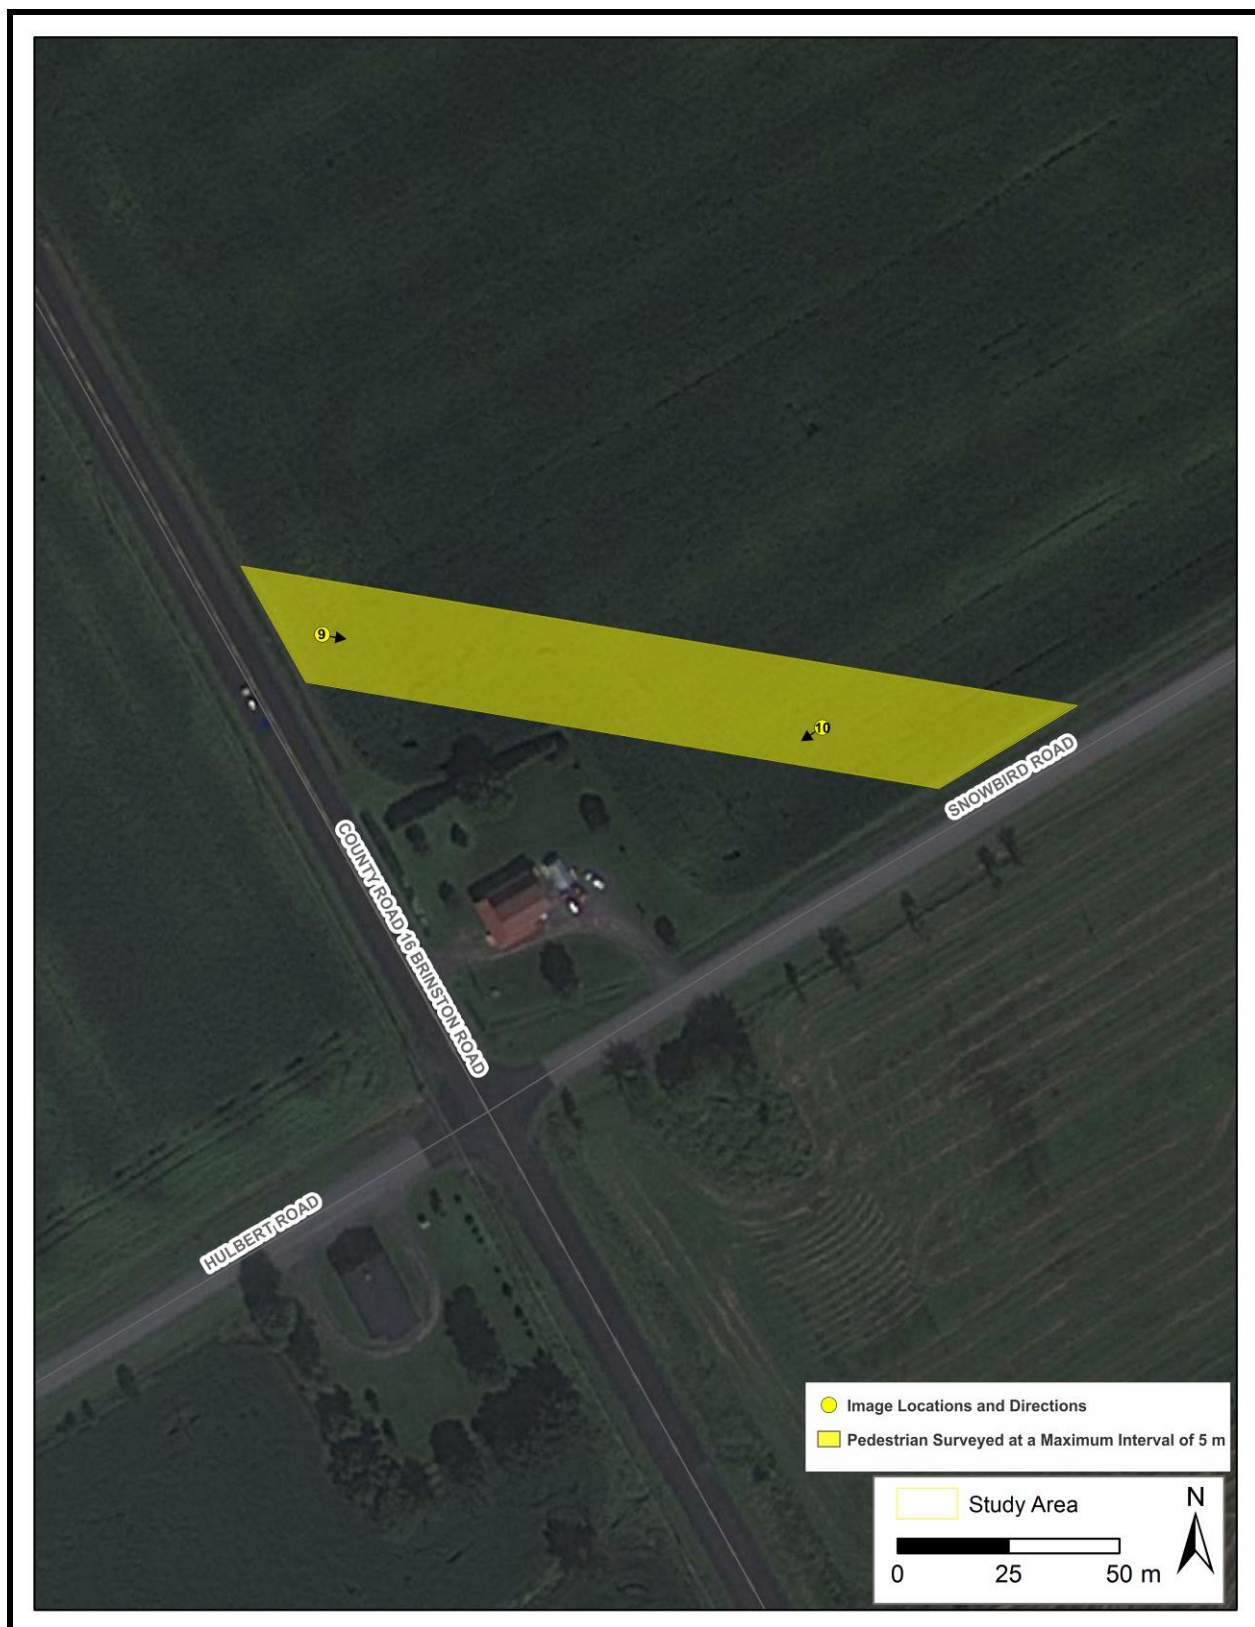 9
10
SNOWBIRD ROAD
COUNTY ROAD 16 BRINSTON ROAD
HULBERT ROAD
Image Locations and Directions
Pedestrian Surveyed at a Maximum Interval of 5 m
Study Area
N
0 25 50 m